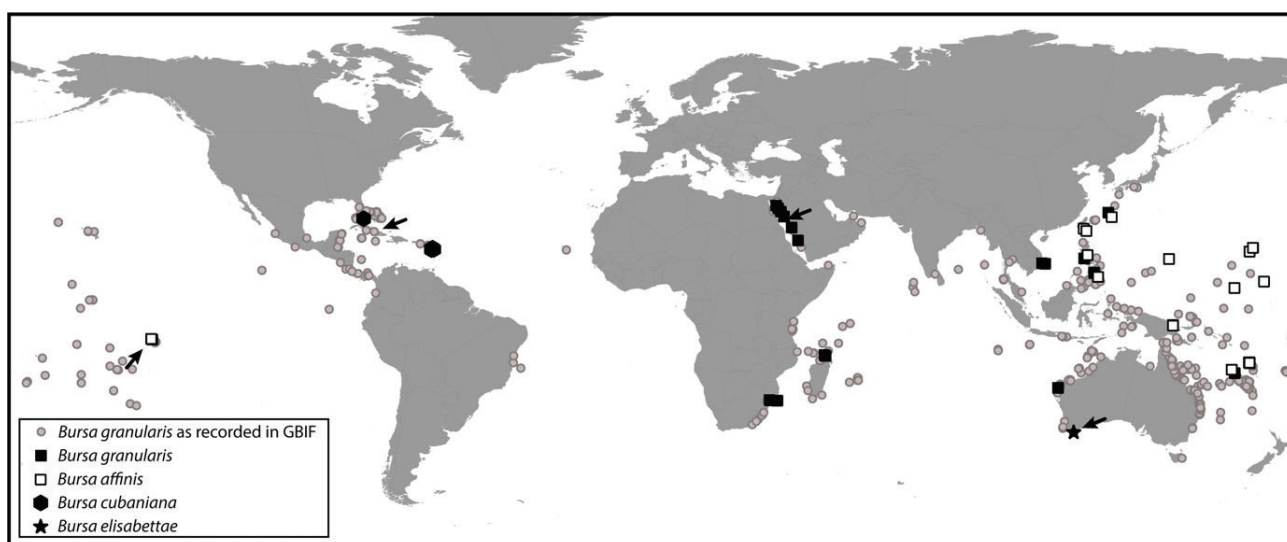 Bursa granularis as recorded in GBIF
Bursa granularis
Bursa affinis
Bursa cubaniana
Bursa elisabettae